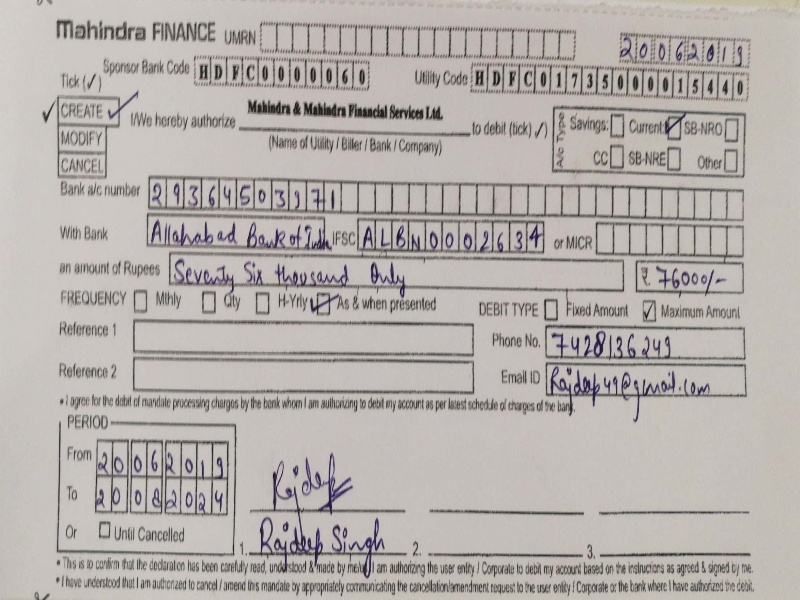 Mahindra FINANCE UMRN 20062019
Tick (✓) Sponsor Bank Code HDFC0000060 Utility Code HDFC01735000015440
CREATE ✓ I/We hereby authorize Mahindra & Mahindra Financial Services Ltd. to debit (tick ✓) A/c Type Savings: Current: ✓ SB-NRO
MODIFY (Name of Utility / Biller / Bank / Company) CC SB-NRE Other
CANCEL
Bank a/c number 29364503971
With Bank Allahabad Bank of India IFSC ALBN0002634 or MICR
an amount of Rupees Seventy Six thousand Only ₹ 76000/-
FREQUENCY Mthly Qty H-Yrly ✓ As & when presented DEBIT TYPE Fixed Amount ✓ Maximum Amount
Reference 1 Phone No. 7428136249
Reference 2 Email ID Rajdeep49@gmail.com
• I agree for the debit of mandate processing charges by the bank whom I am authorizing to debit my account as per latest schedule of charges of the bank.
PERIOD
From 20062019
To 20082024 Rajdeep
Or Until Cancelled 1. Rajdeep Singh 2. 3.
• This is to confirm that the declaration has been carefully read, understood & made by me/us. I am authorizing the user entity / Corporate to debit my account based on the instructions as agreed & signed by me.
• I have understood that I am authorized to cancel / amend this mandate by appropriately communicating the cancellation/amendment request to the user entity / Corporate or the bank where I have authorized the debit.